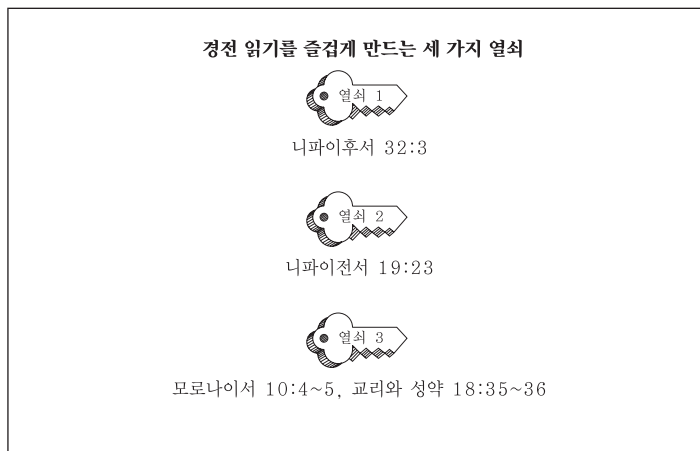 경전 읽기를 즐겁게 만드는 세 가지 열쇠
열쇠 1
니파이후서 32:3
열쇠 2
니파이전서 19:23
열쇠 3
모로나이서 10:4~5, 교리와 성약 18:35~36